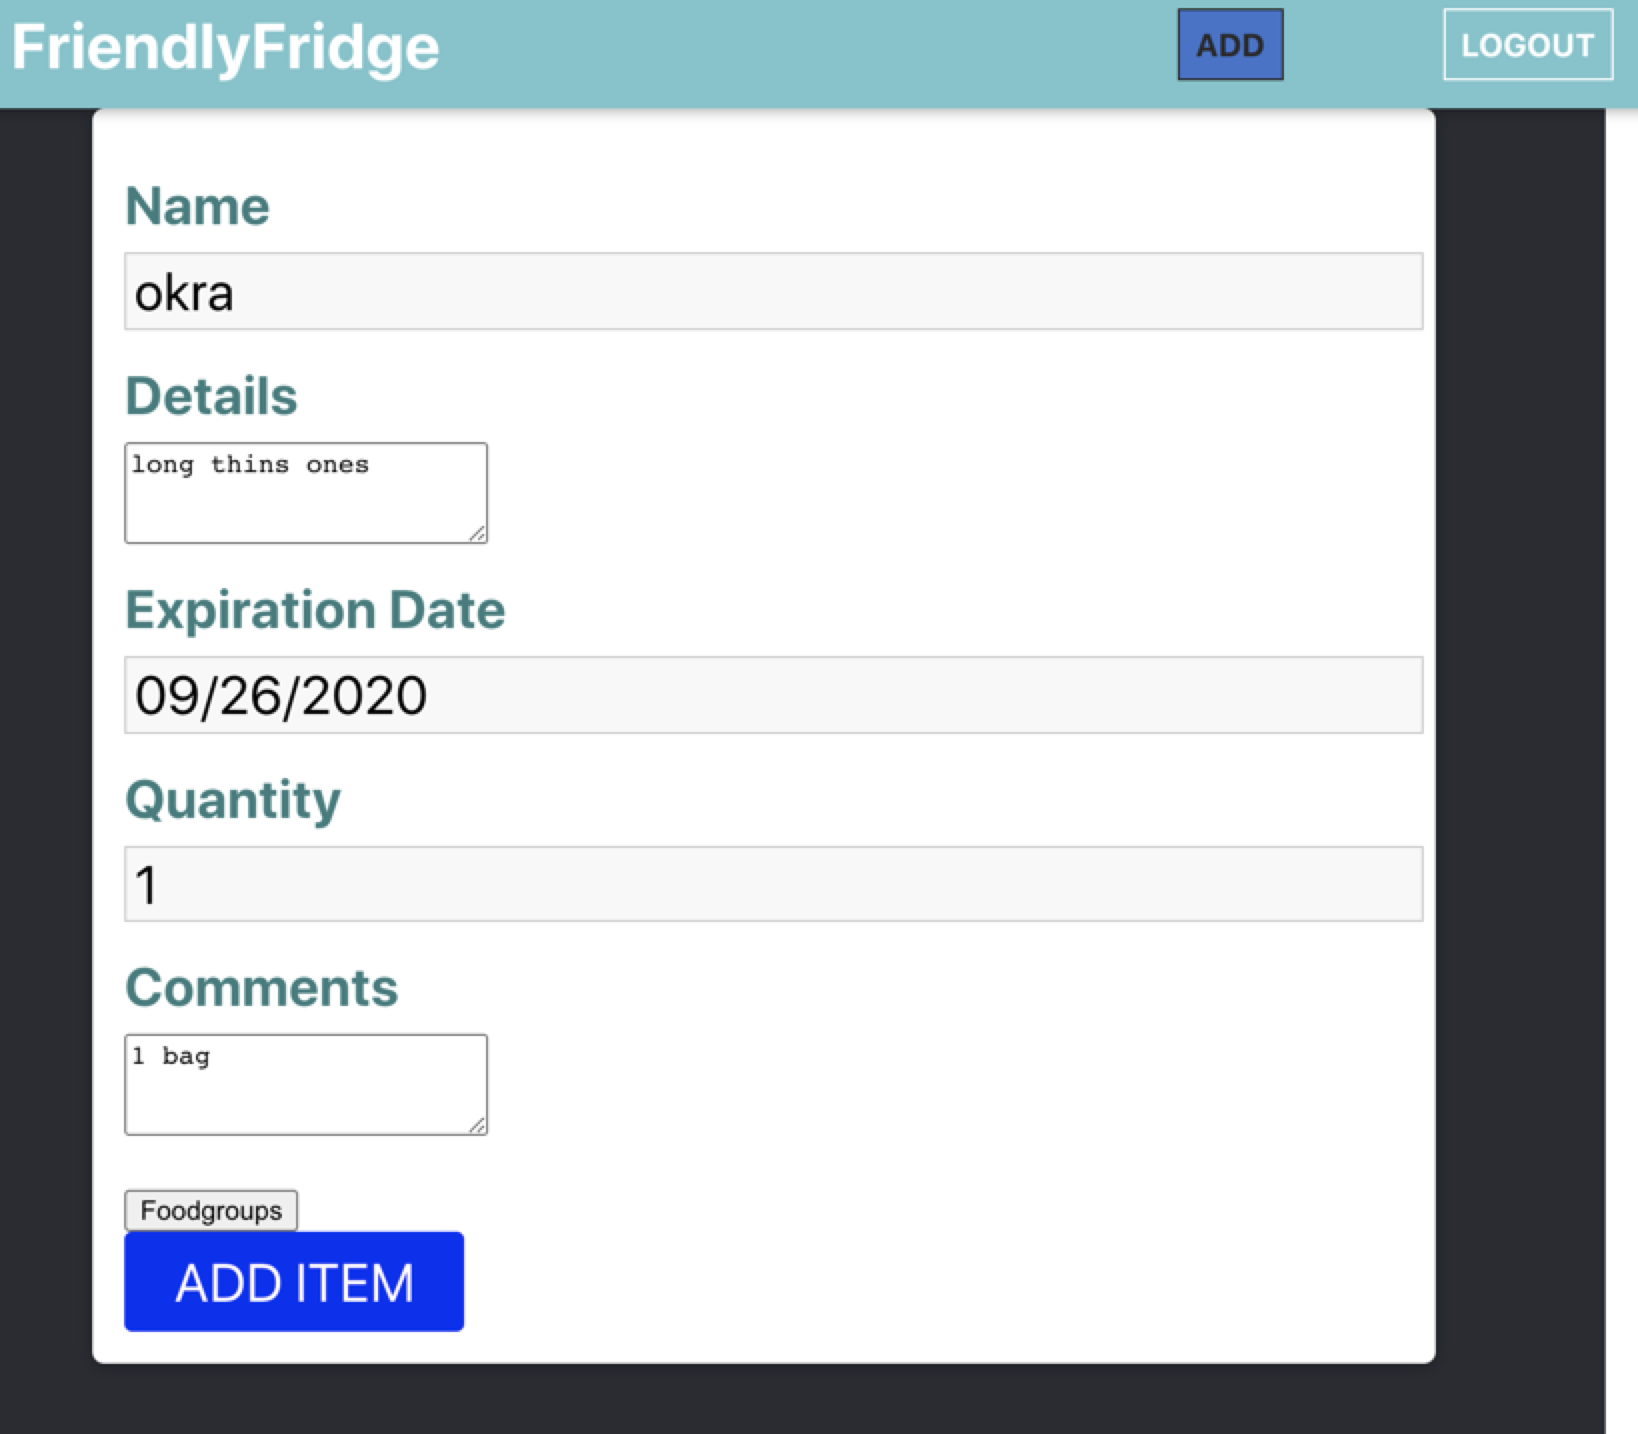 FriendlyFridge ADD LOGOUT
Name
okra
Details
long thins ones
Expiration Date
09/26/2020
Quantity
1
Comments
1 bag
Foodgroups
ADD ITEM